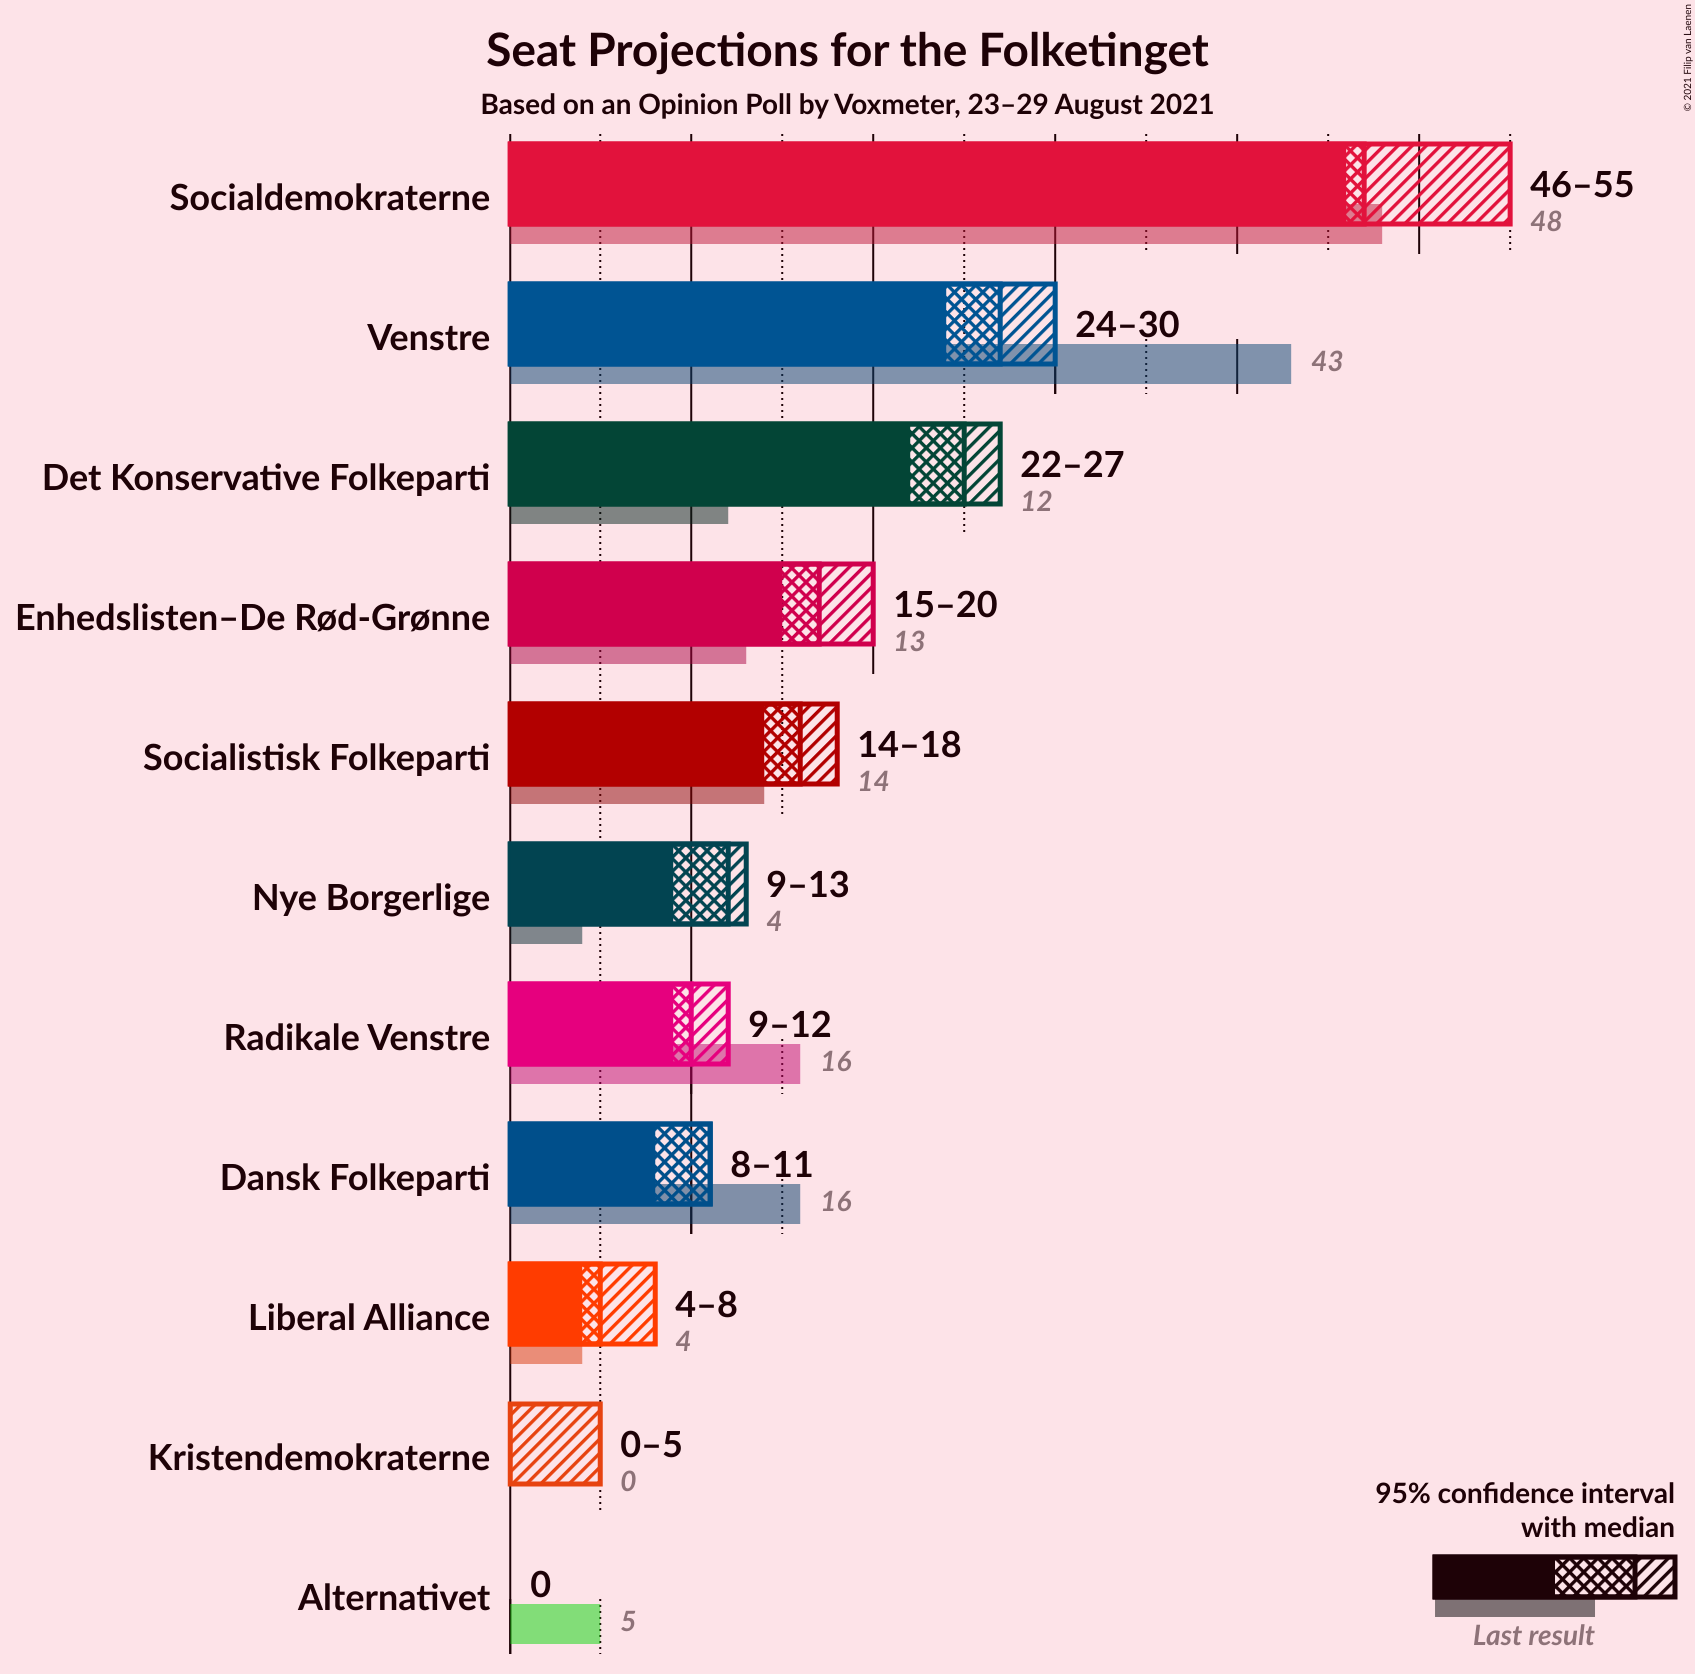 Seat Projections for the Folketinget
Based on an Opinion Poll by Voxmeter, 23–29 August 2021
© 2021 Filip van Laenen
Socialdemokraterne
46–55
48
Venstre
24–30
43
Det Konservative Folkeparti
22–27
12
Enhedslisten–De Rød-Grønne
15–20
13
Socialistisk Folkeparti
14–18
14
Nye Borgerlige
9–13
4
Radikale Venstre
9–12
16
Dansk Folkeparti
8–11
16
Liberal Alliance
4–8
4
Kristendemokraterne
0–5
0
Alternativet
0
5
95% confidence interval
with median
Last result